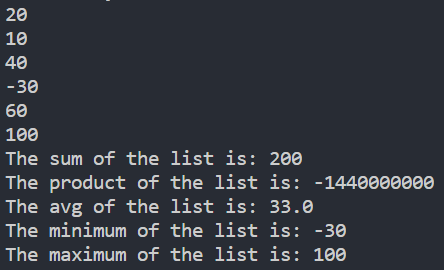 20
10
40
-30
60
100
The sum of the list is: 200
The product of the list is: -1440000000
The avg of the list is: 33.0
The minimum of the list is: -30
The maximum of the list is: 100